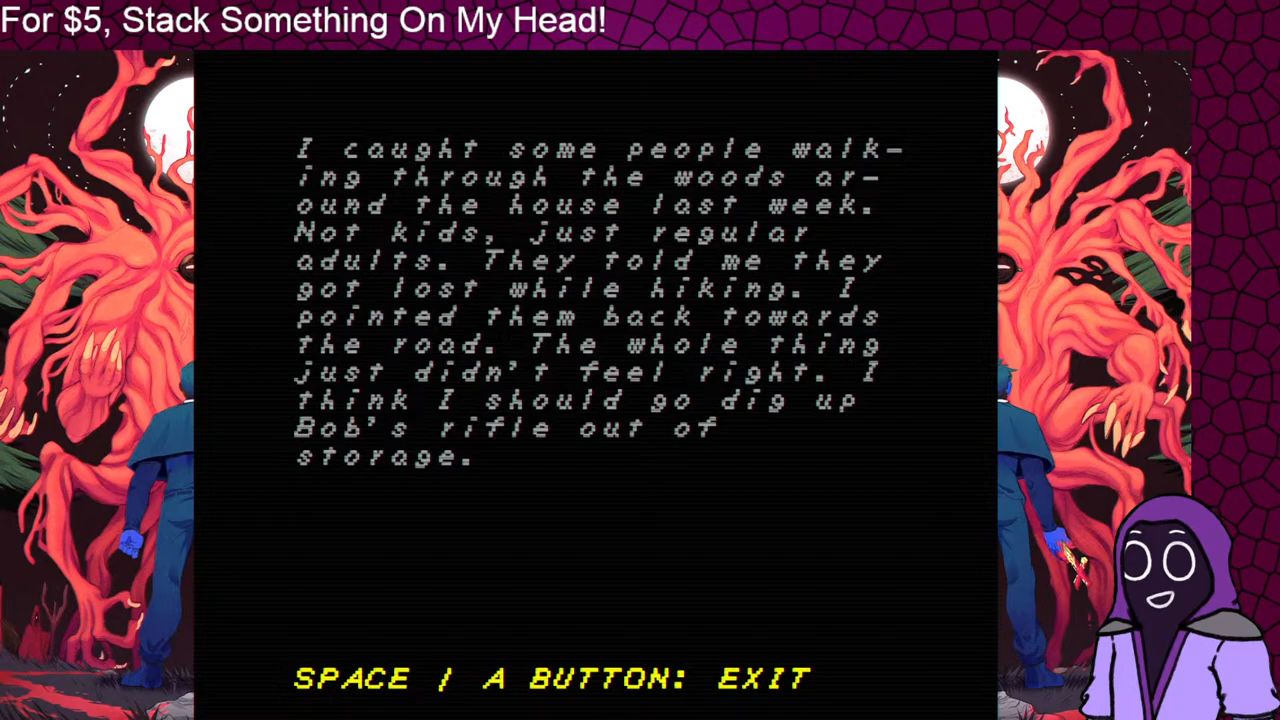 For $5, Stack Something On My Head!
I caught some people walk-
ing through the woods ar-
ound the house last week.
Not kids, just regular
adults. They told me they
got lost while hiking. I
pointed them back towards
the road. The whole thing
just didn't feel right. I
think I should go dig up
Bob's rifle out of
storage.
SPACE / A BUTTON: EXIT